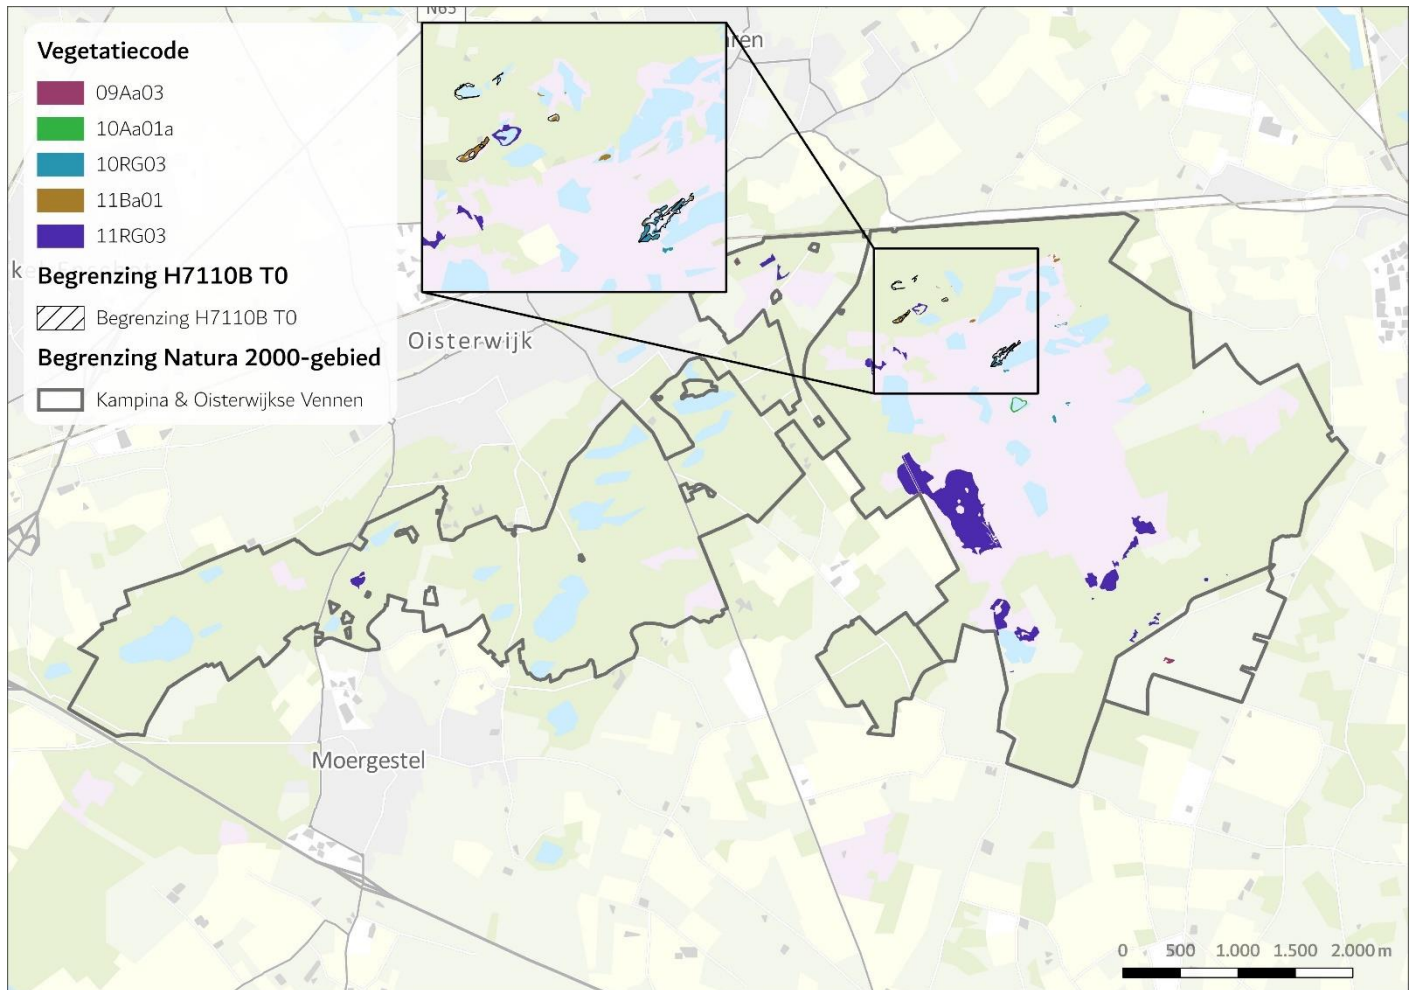 Vegetatiecode
09Aa03
10Aa01a
10RG03
11Ba01
11RG03
Begrenzing H7110B T0
Begrenzing H7110B T0
Begrenzing Natura 2000-gebied
Kampina & Oisterwijkse Vennen
N65
Oisterwijk
Moergestel
0 500 1.000 1.500 2.000 m